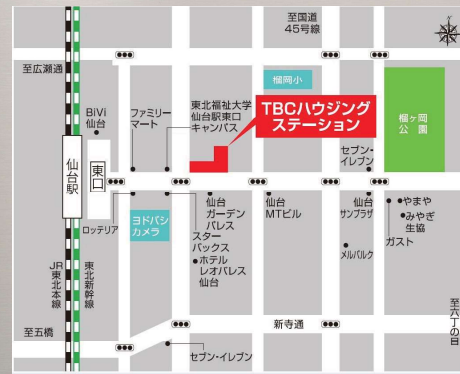 至国道
45号線
至広瀬通
榴岡小
BiVi
仙台
ファミリー
マート
東北福祉大学
仙台駅東口
キャンパス
TBCハウジング
ステーション
榴ヶ岡
公園
セブン-
イレブン
仙台駅
東口
ロッテリア
ヨドバシ
カメラ
スター
バックス
仙台
ガーデン
パレス
仙台
MTビル
仙台
サンプラザ
やまや
みやぎ
生協
ガスト
ホテル
レオパレス
仙台
メルパルク
JR東北本線
東北新幹線
至六丁の目
至五橋
新寺通
セブン-イレブン